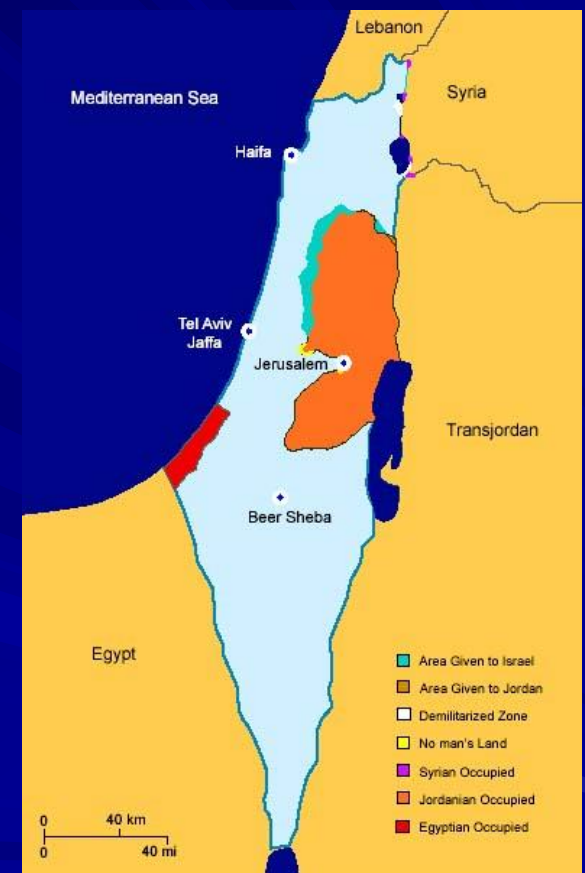 Lebanon
Mediterranean Sea
Syria
Haifa
Tel Aviv
Jaffa
Jerusalem
Transjordan
Beer Sheba
Egypt
Area Given to Israel
Area Given to Jordan
Demilitarized Zone
No man's Land
Syrian Occupied
Jordanian Occupied
Egyptian Occupied
0 40 km
0 40 mi